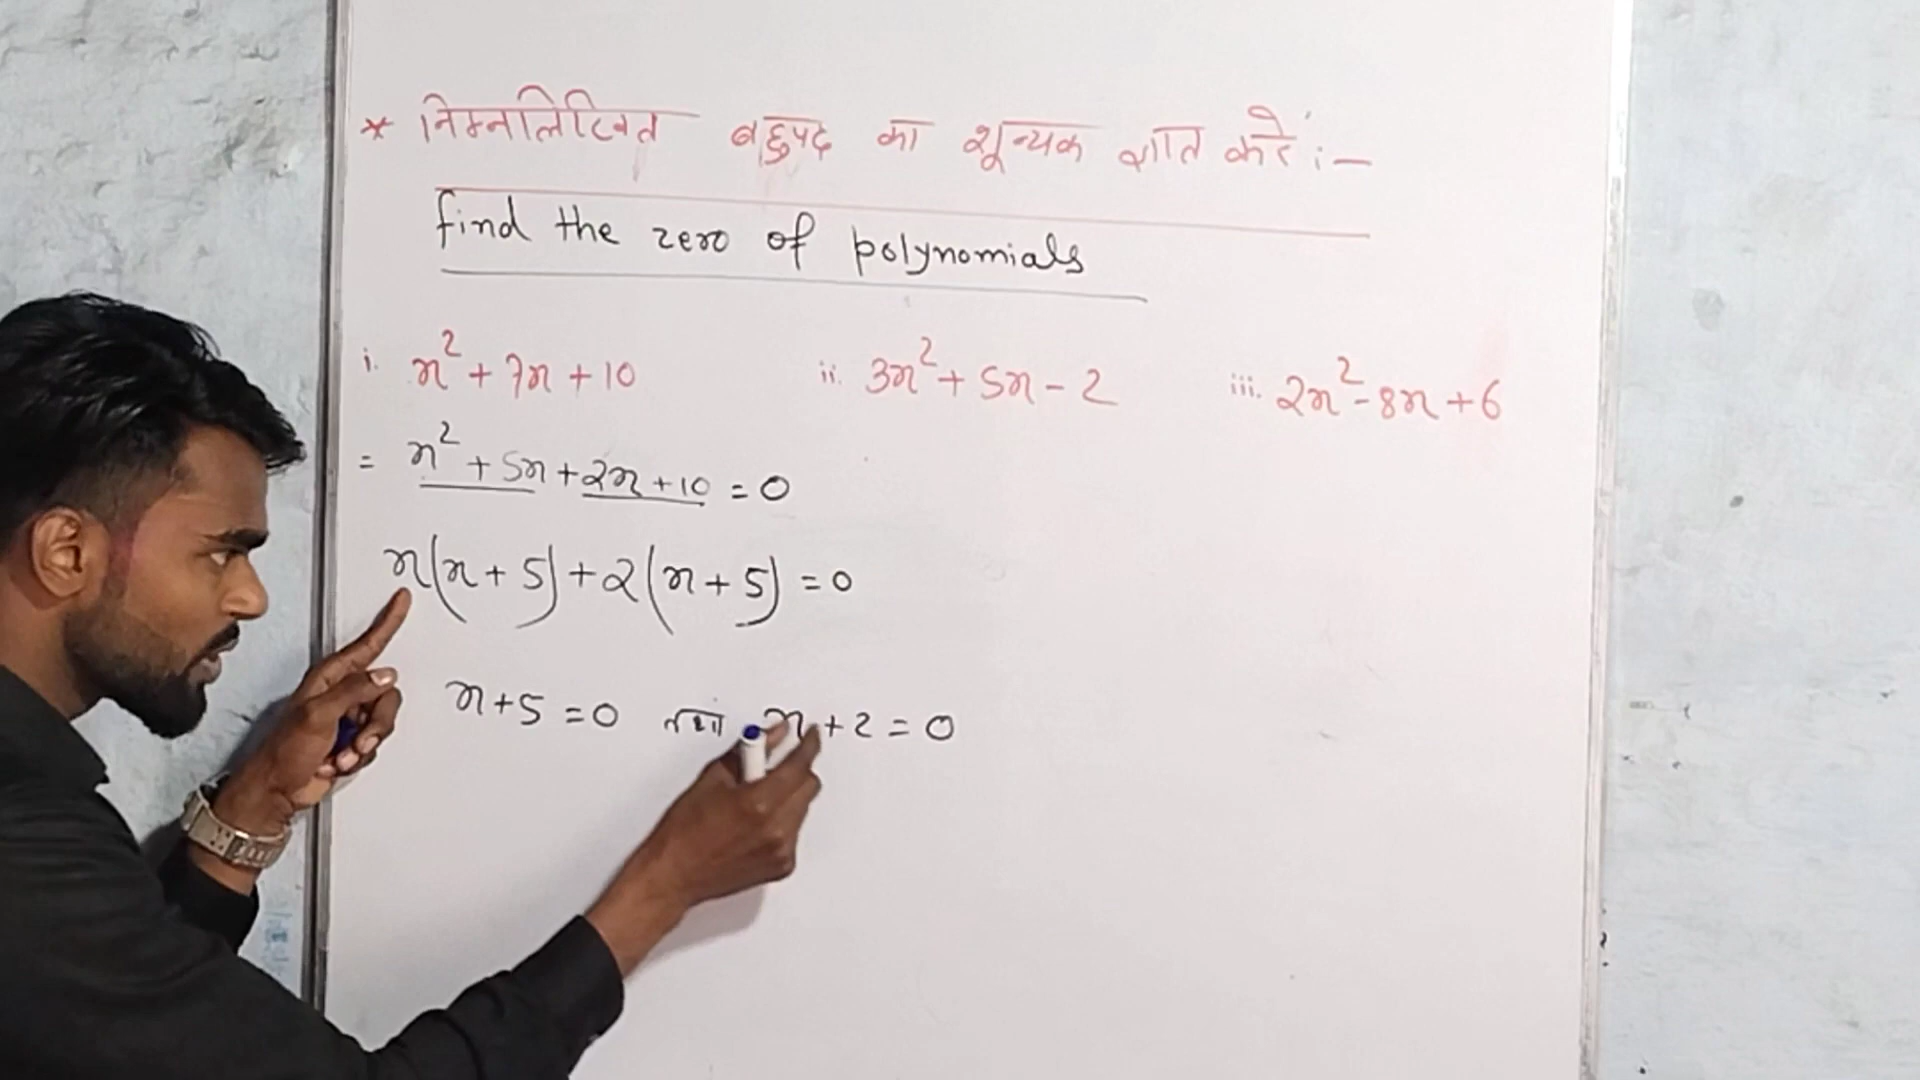 * निम्नलिखित बहुपद का शून्यक ज्ञात करें :-
find the zero of polynomials
i. x² + 7x + 10 ii. 3x² + 5x - 2 iii. 2x² - 8x + 6
= x² + 5x + 2x + 10 = 0
x(x + 5) + 2(x + 5) = 0
x + 5 = 0 तथा x + 2 = 0